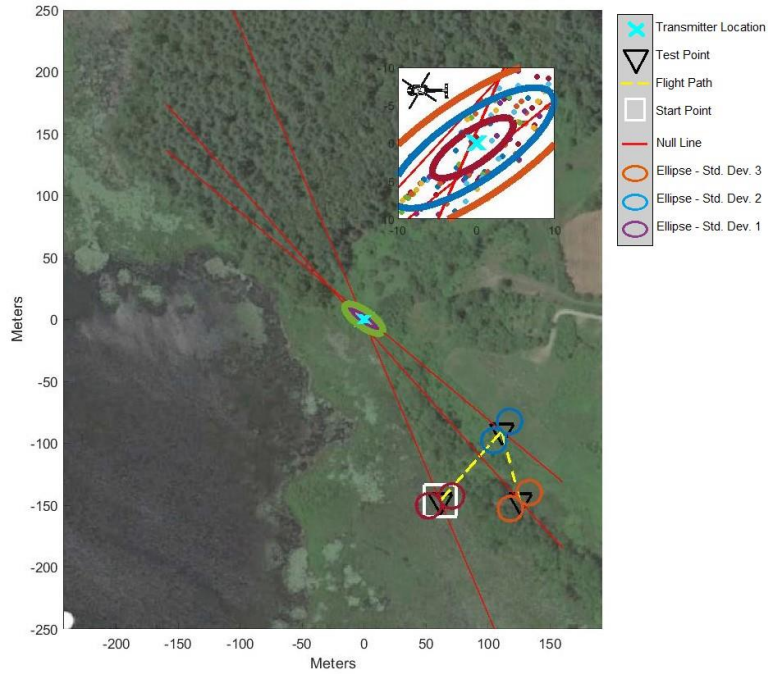 250
200
150
100
50
0
-50
-100
-150
-200
-250
Meters
-200 -150 -100 -50 0 50 100 150
Meters
-10
-5
0
5
10
-10 0 10
Transmitter Location
Test Point
Flight Path
Start Point
Null Line
Ellipse - Std. Dev. 3
Ellipse - Std. Dev. 2
Ellipse - Std. Dev. 1